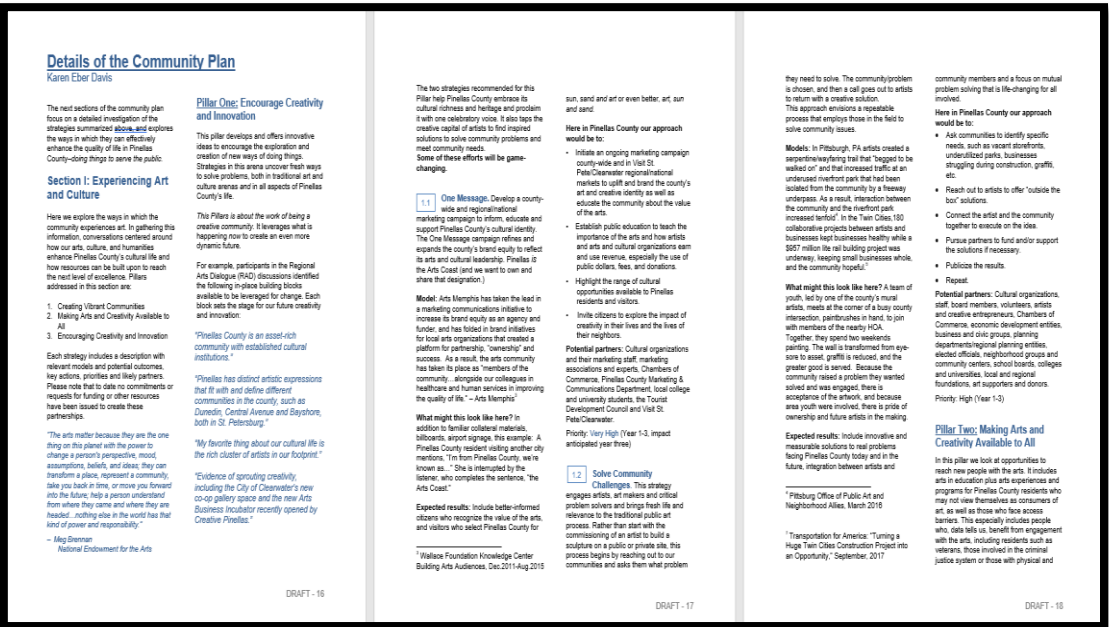 Details of the Community Plan
Karen Eber Davis
The next sections of the community plan
focus on a detailed investigation of the
strategies summarized above, and explores
the ways in which they can effectively
enhance the quality of life in Pinellas
County–doing things to serve the public.
Section I: Experiencing Art
and Culture
Here we explore the ways in which the
community experiences art. In gathering this
information, conversations centered around
how our arts, culture, and humanities
enhance Pinellas County's cultural life and
how resources can be built upon to reach
the next level of excellence. Pillars
addressed in this section are:
1. Creating Vibrant Communities
2. Making Arts and Creativity Available to
All
3. Encouraging Creativity and Innovation
Each strategy includes a description with
relevant models and potential outcomes,
key actions, priorities and likely partners.
Please note that to date no commitments or
requests for funding or other resources
have been issued to create these
partnerships.
"The arts matter because they are the one
thing on this planet with the power to
change a person's perspective, mood,
assumptions, beliefs, and ideas; they can
transform a place, represent a community,
take you back in time, or move you forward
into the future; help a person understand
from where they came and where they are
headed...nothing else in the world has that
kind of power and responsibility."
– Meg Brennan
National Endowment for the Arts
Pillar One: Encourage Creativity
and Innovation
This pillar develops and offers innovative
ideas to encourage the exploration and
creation of new ways of doing things.
Strategies in this arena uncover fresh ways
to solve problems, both in traditional art and
culture arenas and in all aspects of Pinellas
County's life.
This Pillars is about the work of being a
creative community. It leverages what is
happening now to create an even more
dynamic future.
For example, participants in the Regional
Arts Dialogue (RAD) discussions identified
the following in-place building blocks
available to be leveraged for change. Each
block sets the stage for our future creativity
and innovation:
"Pinellas County is an asset-rich
community with established cultural
institutions."
"Pinellas has distinct artistic expressions
that fit with and define different
communities in the county, such as
Dunedin, Central Avenue and Bayshore,
both in St. Petersburg."
"My favorite thing about our cultural life is
the rich cluster of artists in our footprint."
"Evidence of sprouting creativity,
including the City of Clearwater's new
co-op gallery space and the new Arts
Business Incubator recently opened by
Creative Pinellas."
DRAFT - 16
The two strategies recommended for this
Pillar help Pinellas County embrace its
cultural richness and heritage and proclaim
it with one celebratory voice. It also taps the
creative capital of artists to find inspired
solutions to solve community problems and
meet community needs.
Some of these efforts will be game-
changing.
1.1 One Message. Develop a county-
wide and regional/national
marketing campaign to inform, educate and
support Pinellas County's cultural identity.
The One Message campaign refines and
expands the county's brand equity to reflect
its arts and cultural leadership. Pinellas is
the Arts Coast (and we want to own and
share that designation.)
Model: Arts Memphis has taken the lead in
a marketing communications initiative to
increase its brand equity as an agency and
funder, and has folded in brand initiatives
for local arts organizations that created a
platform for partnership, "ownership" and
success. As a result, the arts community
has taken its place as "members of the
community... alongside our colleagues in
healthcare and human services in improving
the quality of life." – Arts Memphis3
What might this look like here? In
addition to familiar collateral materials,
billboards, airport signage, this example: A
Pinellas County resident visiting another city
mentions, "I'm from Pinellas County, we're
known as..." She is interrupted by the
listener, who completes the sentence, "the
Arts Coast."
Expected results: Include better-informed
citizens who recognize the value of the arts,
and visitors who select Pinellas County for
3 Wallace Foundation Knowledge Center
Building Arts Audiences, Dec.2011-Aug.2015
sun, sand and art or even better, art, sun
and sand.
Here in Pinellas County our approach
would be to:
- Initiate an ongoing marketing campaign
county-wide and in Visit St.
Pete/Clearwater regional/national
markets to uplift and brand the county's
art and creative identity as well as
educate the community about the value
of the arts.
- Establish public education to teach the
importance of the arts and how artists
and arts and cultural organizations earn
and use revenue, especially the use of
public dollars, fees, and donations.
- Highlight the range of cultural
opportunities available to Pinellas
residents and visitors.
- Invite citizens to explore the impact of
creativity in their lives and the lives of
their neighbors.
Potential partners: Cultural organizations
and their marketing staff, marketing
associations and experts, Chambers of
Commerce, Pinellas County Marketing &
Communications Department, local college
and university students, the Tourist
Development Council and Visit St.
Pete/Clearwater.
Priority: Very High (Year 1-3, impact
anticipated year three)
1.2 Solve Community
Challenges. This strategy
engages artists, art makers and critical
problem solvers and brings fresh life and
relevance to the traditional public art
process. Rather than start with the
commissioning of an artist to build a
sculpture on a public or private site, this
process begins by reaching out to our
communities and asks them what problem
DRAFT - 17
they need to solve. The community/problem
is chosen, and then a call goes out to artists
to return with a creative solution.
This approach envisions a repeatable
process that employs those in the field to
solve community issues.
Models: In Pittsburgh, PA artists created a
serpentine/wayfaring trail that "begged to be
walked on" and that increased traffic at an
underused riverfront park that had been
isolated from the community by a freeway
underpass. As a result, interaction between
the community and the riverfront park
increased tenfold4. In the Twin Cities,180
collaborative projects between artists and
businesses kept businesses healthy while a
$957 million lite rail building project was
underway, keeping small businesses whole,
and the community hopeful.
What might this look like here? A team of
youth, led by one of the county's mural
artists, meets at the corner of a busy county
intersection, paintbrushes in hand, to join
with members of the nearby HOA.
Together, they spend two weekends
painting. The wall is transformed from eye-
sore to asset, graffiti is reduced, and the
greater good is served. Because the
community raised a problem they wanted
solved and was engaged, there is
acceptance of the artwork, and because
area youth were involved, there is pride of
ownership and future artists in the making.
Expected results: Include innovative and
measurable solutions to real problems
facing Pinellas County today and in the
future, integration between artists and
4 Pittsburg Office of Public Art and
Neighborhood Allies, March 2016
Transportation for America: "Turning a
Huge Twin Cities Construction Project into
an Opportunity," September, 2017
community members and a focus on mutual
problem solving that is life-changing for all
involved.
Here in Pinellas County our approach
would be to:
• Ask communities to identify specific
needs, such as vacant storefronts,
underutilized parks, businesses
struggling during construction, graffiti,
etc.
• Reach out to artists to offer "outside the
box" solutions.
• Connect the artist and the community
together to execute on the idea.
• Pursue partners to fund and/or support
the solutions if necessary.
• Publicize the results.
• Repeat.
Potential partners: Cultural organizations,
staff, board members, volunteers, artists
and creative entrepreneurs, Chambers of
Commerce, economic development entities,
business and civic groups, planning
departments/regional planning entities,
elected officials, neighborhood groups and
community centers, school boards, colleges
and universities, local and regional
foundations, art supporters and donors.
Priority: High (Year 1-3)
Pillar Two: Making Arts and
Creativity Available to All
In this pillar we look at opportunities to
reach new people with the arts. It includes
arts in education plus arts experiences and
programs for Pinellas County residents who
may not view themselves as consumers of
art, as well as those who face access
barriers. This especially includes people
who, data tells us, benefit from engagement
with the arts, including residents such as
veterans, those involved in the criminal
justice system or those with physical and
DRAFT - 18